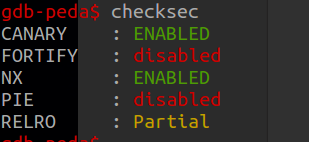 gdb-peda$ checksec
CANARY    : ENABLED
FORTIFY   : disabled
NX        : ENABLED
PIE       : disabled
RELRO     : Partial